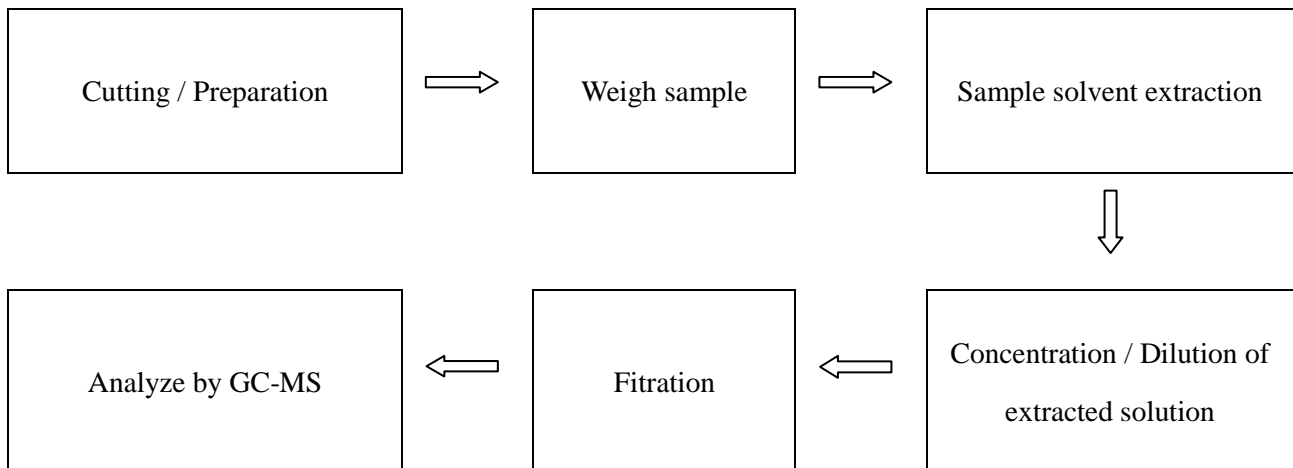 Cutting / Preparation
Weigh sample
Sample solvent extraction
Concentration / Dilution of
extracted solution
Fitration
Analyze by GC-MS